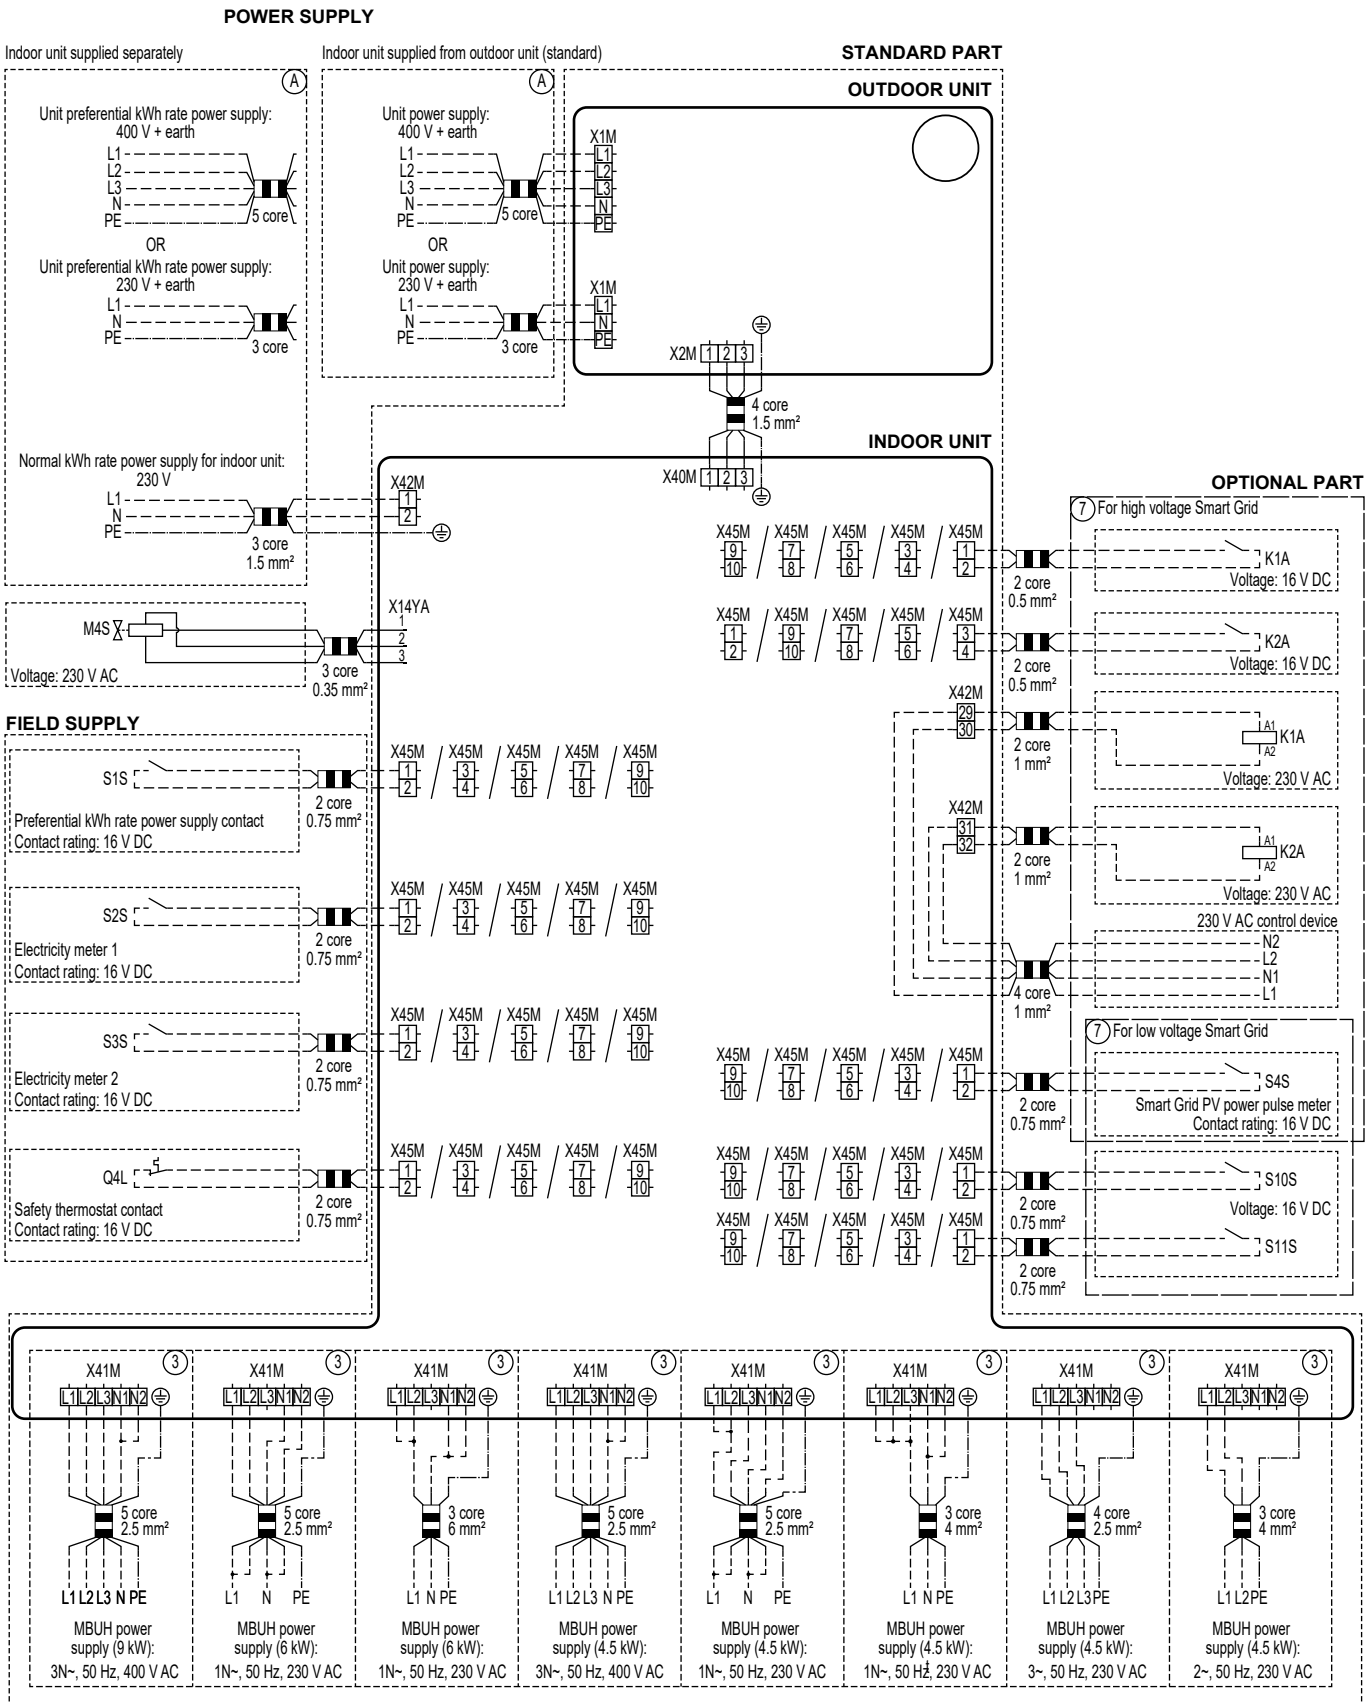 POWER SUPPLY
Indoor unit supplied separately
Indoor unit supplied from outdoor unit (standard)
STANDARD PART
A
A
OUTDOOR UNIT
Unit preferential kWh rate power supply:
400 V + earth
L1
L2
L3
N
PE
5 core
OR
Unit preferential kWh rate power supply:
230 V + earth
L1
N
PE
3 core
Unit power supply:
400 V + earth
L1
L2
L3
N
PE
5 core
OR
Unit power supply:
230 V + earth
L1
N
PE
3 core
X1M
L1
L2
L3
N
PE
X1M
L1
N
PE
X2M 1 2 3
4 core
1.5 mm²
INDOOR UNIT
X40M 1 2 3
Normal kWh rate power supply for indoor unit:
230 V
L1
N
PE
3 core
1.5 mm²
X42M
1
2
M4S
Voltage: 230 V AC
3 core
0.35 mm²
X14YA
1
2
3
FIELD SUPPLY
S1S
Preferential kWh rate power supply contact
Contact rating: 16 V DC
2 core
0.75 mm²
X45M / X45M / X45M / X45M / X45M
1 3 5 7 9
2 4 6 8 10
S2S
Electricity meter 1
Contact rating: 16 V DC
2 core
0.75 mm²
X45M / X45M / X45M / X45M / X45M
1 3 5 7 9
2 4 6 8 10
S3S
Electricity meter 2
Contact rating: 16 V DC
2 core
0.75 mm²
X45M / X45M / X45M / X45M / X45M
1 3 5 7 9
2 4 6 8 10
Q4L
Safety thermostat contact
Contact rating: 16 V DC
2 core
0.75 mm²
X45M / X45M / X45M / X45M / X45M
1 3 5 7 9
2 4 6 8 10
OPTIONAL PART
7 For high voltage Smart Grid
X45M / X45M / X45M / X45M / X45M
9 7 5 3 1
10 8 6 4 2
2 core
0.5 mm²
K1A
Voltage: 16 V DC
X45M / X45M / X45M / X45M / X45M
1 9 7 5 3
2 10 8 6 4
2 core
0.5 mm²
K2A
Voltage: 16 V DC
X42M
29
30
2 core
1 mm²
A1
K1A
A2
Voltage: 230 V AC
X42M
31
32
2 core
1 mm²
A1
K2A
A2
Voltage: 230 V AC
230 V AC control device
N2
L2
N1
L1
4 core
1 mm²
7 For low voltage Smart Grid
X45M / X45M / X45M / X45M / X45M
9 7 5 3 1
10 8 6 4 2
2 core
0.75 mm²
S4S
Smart Grid PV power pulse meter
Contact rating: 16 V DC
X45M / X45M / X45M / X45M / X45M
9 7 5 3 1
10 8 6 4 2
2 core
0.75 mm²
S10S
Voltage: 16 V DC
X45M / X45M / X45M / X45M / X45M
9 7 5 3 1
10 8 6 4 2
2 core
0.75 mm²
S11S
X41M
3
L1 L2 L3 N1 N2
5 core
2.5 mm²
L1 L2 L3 N PE
MBUH power
supply (9 kW):
3N~, 50 Hz, 400 V AC
X41M
3
L1 L2 L3 N1 N2
5 core
2.5 mm²
L1 N PE
MBUH power
supply (6 kW):
1N~, 50 Hz, 230 V AC
X41M
3
L1 L2 L3 N1 N2
3 core
6 mm²
L1 N PE
MBUH power
supply (6 kW):
1N~, 50 Hz, 230 V AC
X41M
3
L1 L2 L3 N1 N2
5 core
2.5 mm²
L1 L2 L3 N PE
MBUH power
supply (4.5 kW):
3N~, 50 Hz, 400 V AC
X41M
3
L1 L2 L3 N1 N2
5 core
2.5 mm²
L1 N PE
MBUH power
supply (4.5 kW):
1N~, 50 Hz, 230 V AC
X41M
3
L1 L2 L3 N1 N2
3 core
4 mm²
L1 N PE
MBUH power
supply (4.5 kW):
1N~, 50 Hz, 230 V AC
X41M
3
L1 L2 L3 N1 N2
4 core
2.5 mm²
L1 L2 L3 PE
MBUH power
supply (4.5 kW):
3~, 50 Hz, 230 V AC
X41M
3
L1 L2 L3 N1 N2
3 core
4 mm²
L1 L2 PE
MBUH power
supply (4.5 kW):
2~, 50 Hz, 230 V AC